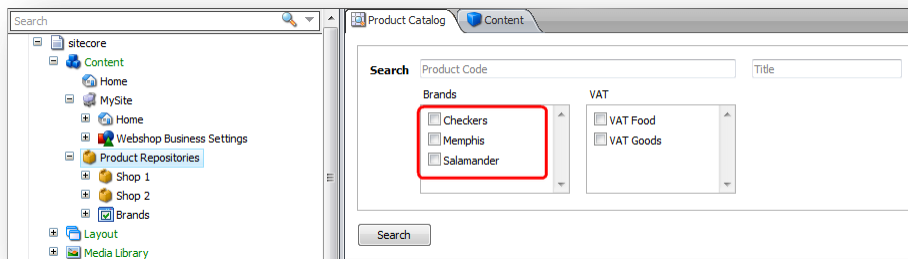 Search
sitecore
Content
Home
MySite
Home
Webshop Business Settings
Product Repositories
Shop 1
Shop 2
Brands
Layout
Media Library
Product Catalog
Content
Search
Product Code
Title
Brands
VAT
Checkers
Memphis
Salamander
VAT Food
VAT Goods
Search